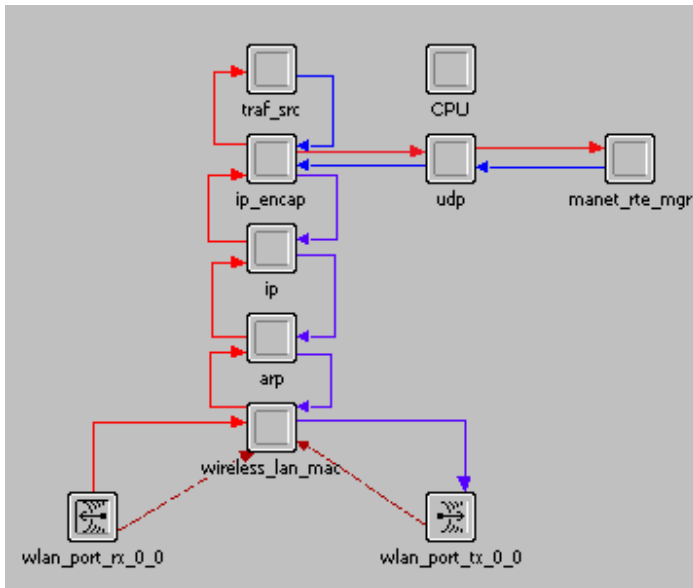 traf_src
CPU
ip_encap
udp
manet_rte_mgr
ip
arp
wireless_lan_mac
wlan_port_rx_0_0
wlan_port_tx_0_0